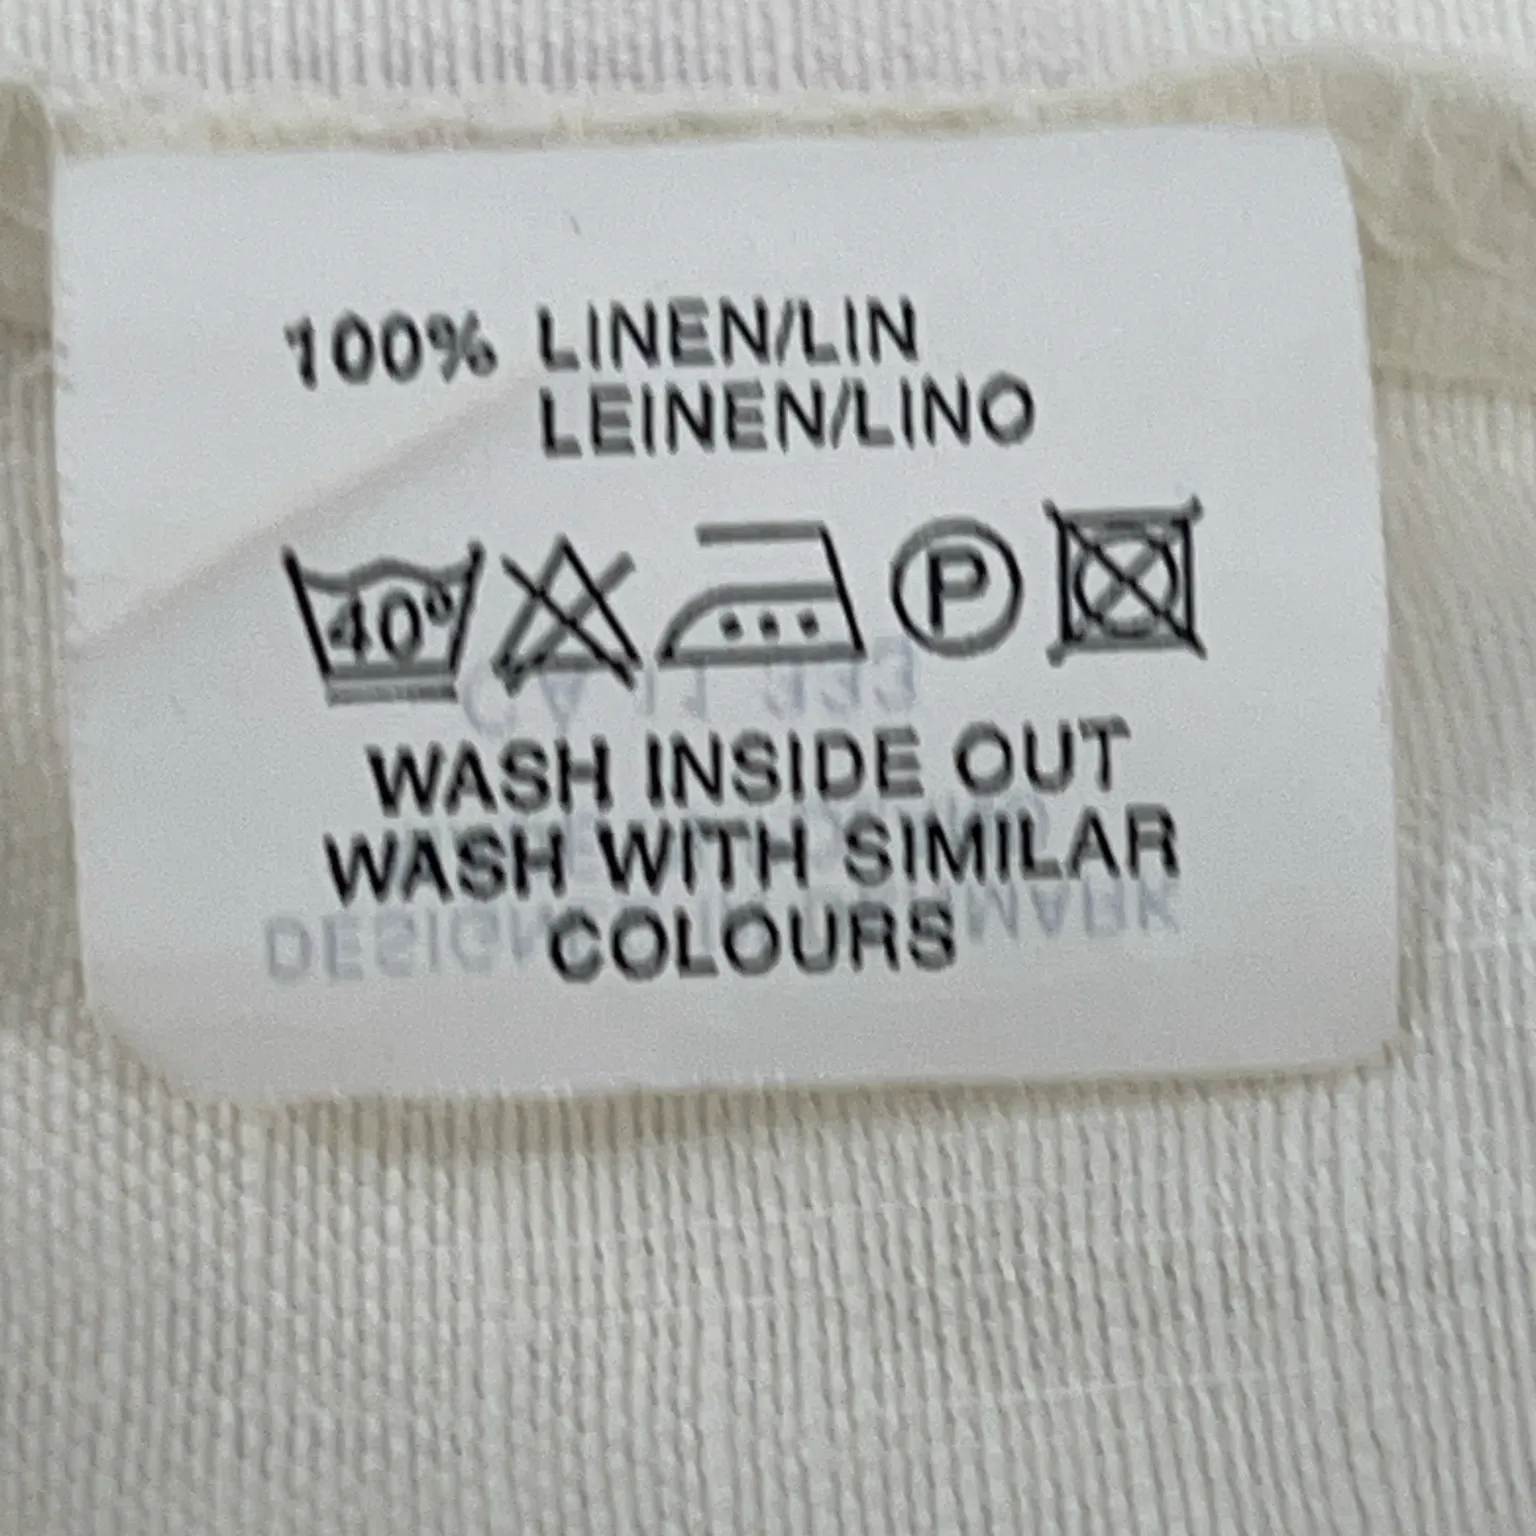 100% LINEN/LIN
LEINEN/LINO
40°
P
WASH INSIDE OUT
WASH WITH SIMILAR
COLOURS